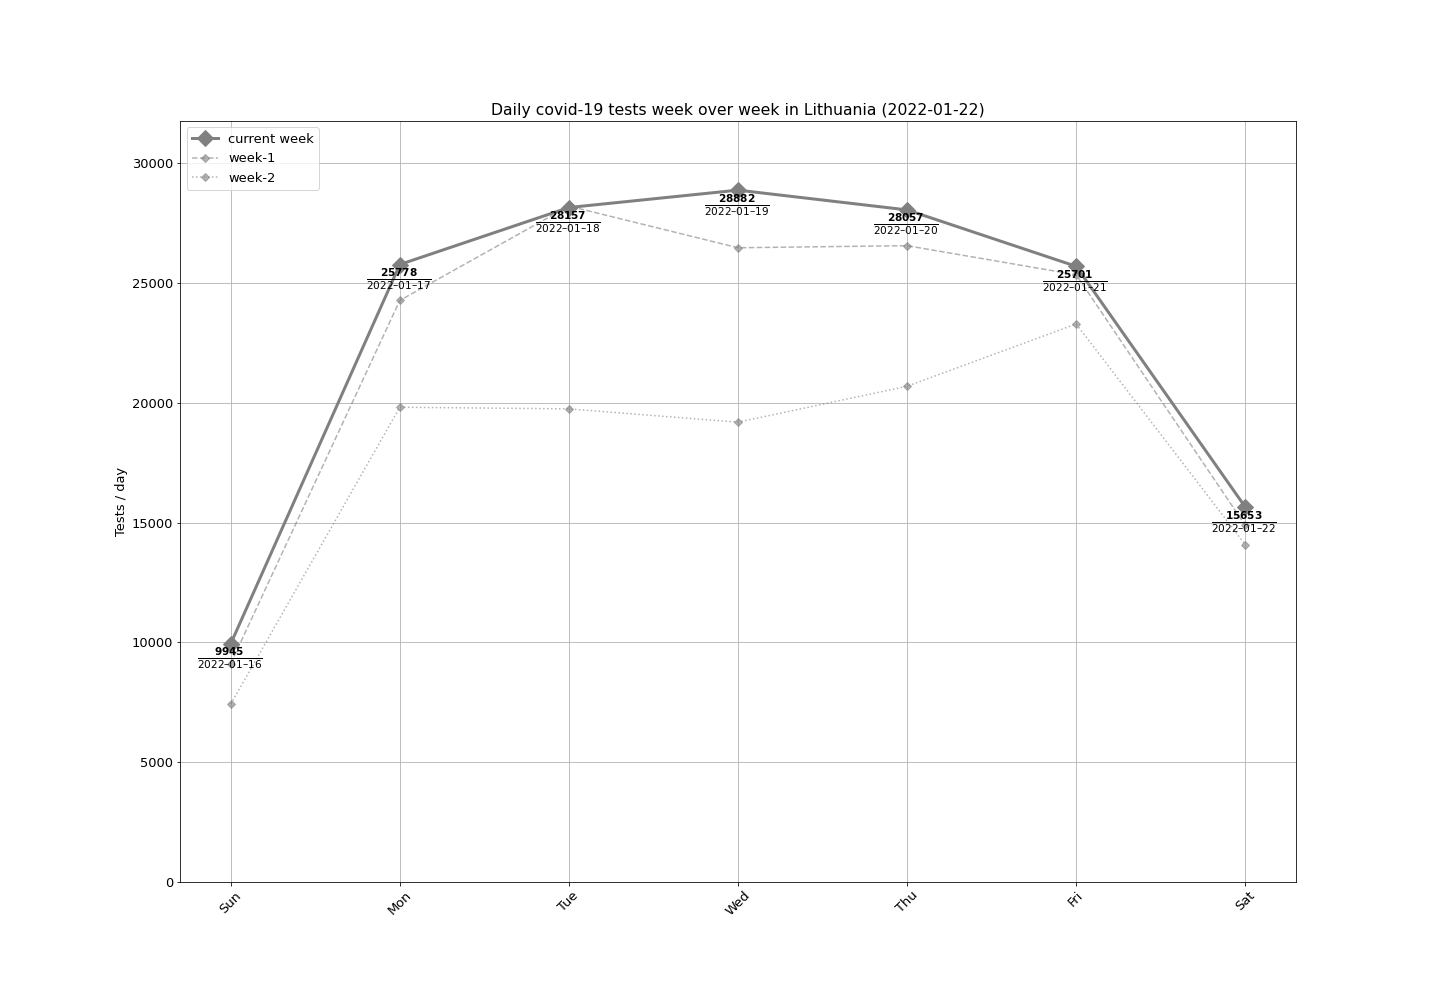 Daily covid-19 tests week over week in Lithuania (2022-01-22)
current week
week-1
week-2
30000
25000
20000
15000
10000
5000
0
Tests / day
9945
2022-01-16
25778
2022-01-17
28157
2022-01-18
28882
2022-01-19
28057
2022-01-20
25701
2022-01-21
15653
2022-01-22
Sun
Mon
Tue
Wed
Thu
Fri
Sat